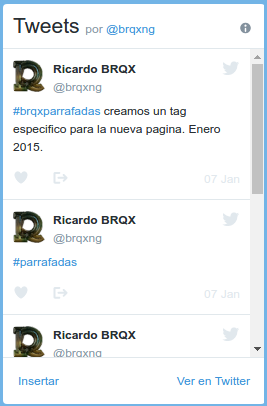 Tweets por @brqxng
Ricardo BRQX
@brqxng
#brqxparrafadas creamos un tag
especifico para la nueva pagina. Enero
2015.
07 Jan
Ricardo BRQX
@brqxng
#parrafadas
07 Jan
Ricardo BRQX
@brqxng
Insertar Ver en Twitter